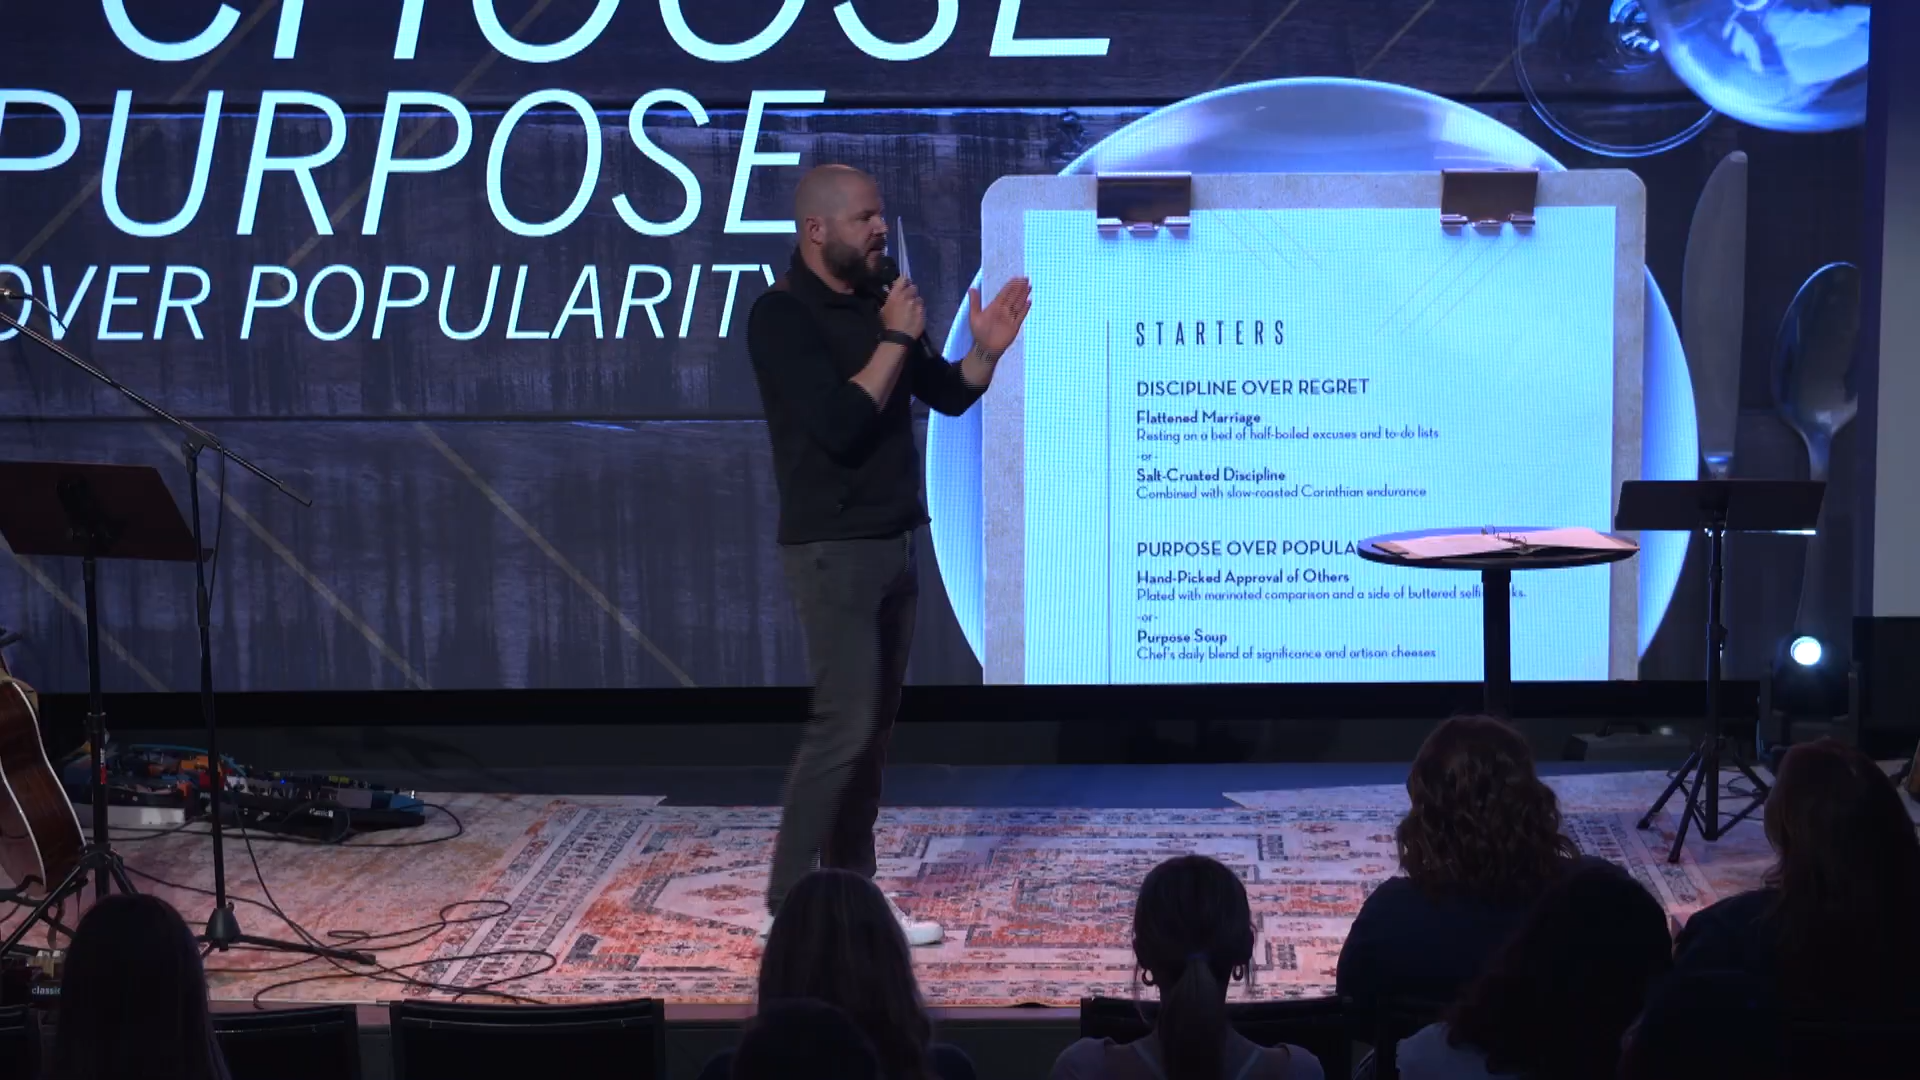 CHOOSE
PURPOSE
OVER POPULARITY
STARTERS
DISCIPLINE OVER REGRET
Flattened Marriage
Resting on a bed of half-boiled excuses and to-do lists
-or-
Salt-Crusted Discipline
Combined with slow-roasted Corinthian endurance
PURPOSE OVER
Hand-Picked Approval of Others
Plated with marinated comparison and a side of buttered
-or-
Purpose Soup
Chef's daily blend of significance and artisan cheeses
classic